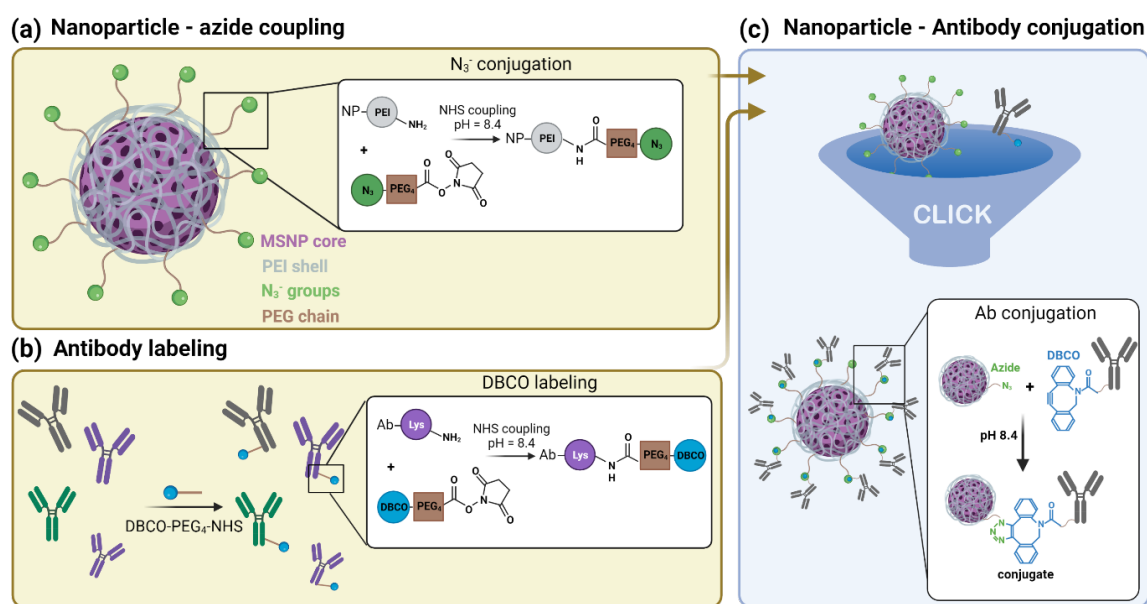 (a) Nanoparticle - azide coupling
N₃⁻ conjugation
NP
PEI
NH₂
+
N₃
PEG₄
O
O
N
O
O
NHS coupling
pH = 8.4
NP
PEI
N
H
O
PEG₄
N₃
MSNP core
PEI shell
N₃⁻ groups
PEG chain
(b) Antibody labeling
DBCO-PEG₄-NHS
DBCO labeling
Ab
Lys
NH₂
+
DBCO
PEG₄
O
O
N
O
O
NHS coupling
pH = 8.4
Ab
Lys
N
H
O
PEG₄
DBCO
(c) Nanoparticle - Antibody conjugation
CLICK
Ab conjugation
Azide
N₃
+
DBCO
N
O
pH 8.4
N
N
N
N
O
conjugate